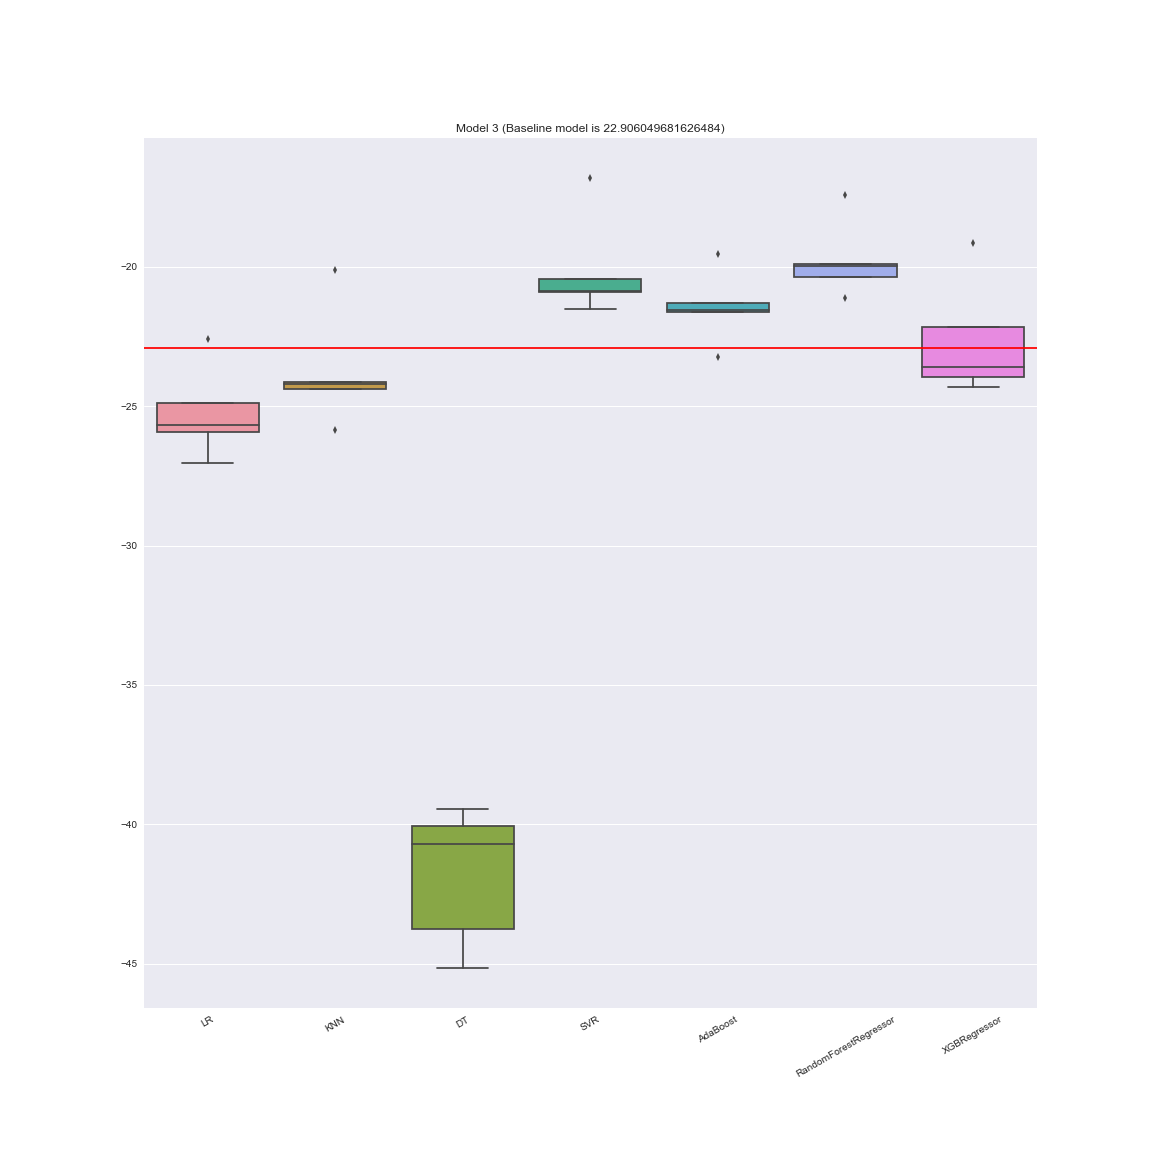 Model 3 (Baseline model is 22.906049681626484)
−20
−25
−30
−35
−40
−45
LR
KNN
DT
SVR
AdaBoost
RandomForestRegressor
XGBRegressor